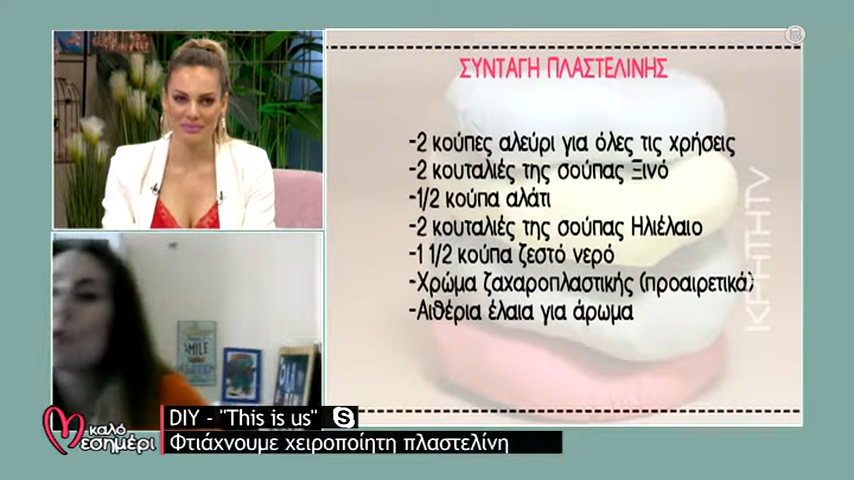 ΣΥΝΤΑΓΗ ΠΛΑΣΤΕΛΙΝΗΣ
-2 κούπες αλεύρι για όλες τις χρήσεις
-2 κουταλιές της σούπας Ξινό
-1/2 κούπα αλάτι
-2 κουταλιές της σούπας Ηλιέλαιο
-1 1/2 κούπα ζεστό νερό
-Χρώμα ζαχαροπλαστικής (προαιρετικά)
-Αιθέρια έλαια για άρωμα
ΚΡΗΤΗTV
SMILE
καλό
μεσημέρι
DIY - "This is us"
Φτιάχνουμε χειροποίητη πλαστελίνη